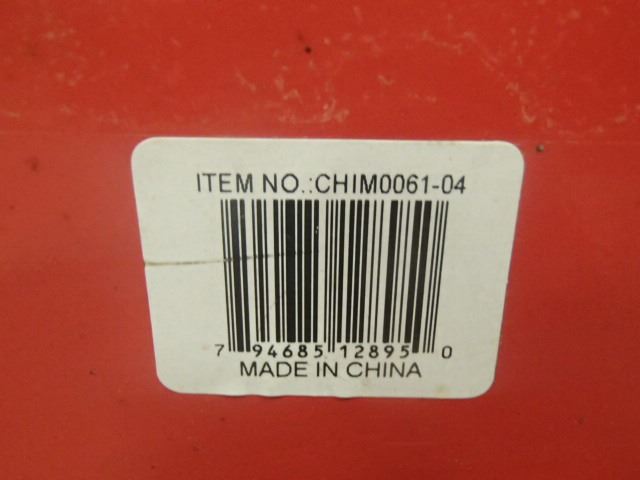 ITEM NO.:CHIM0061-04
7 94685 12895 0
MADE IN CHINA